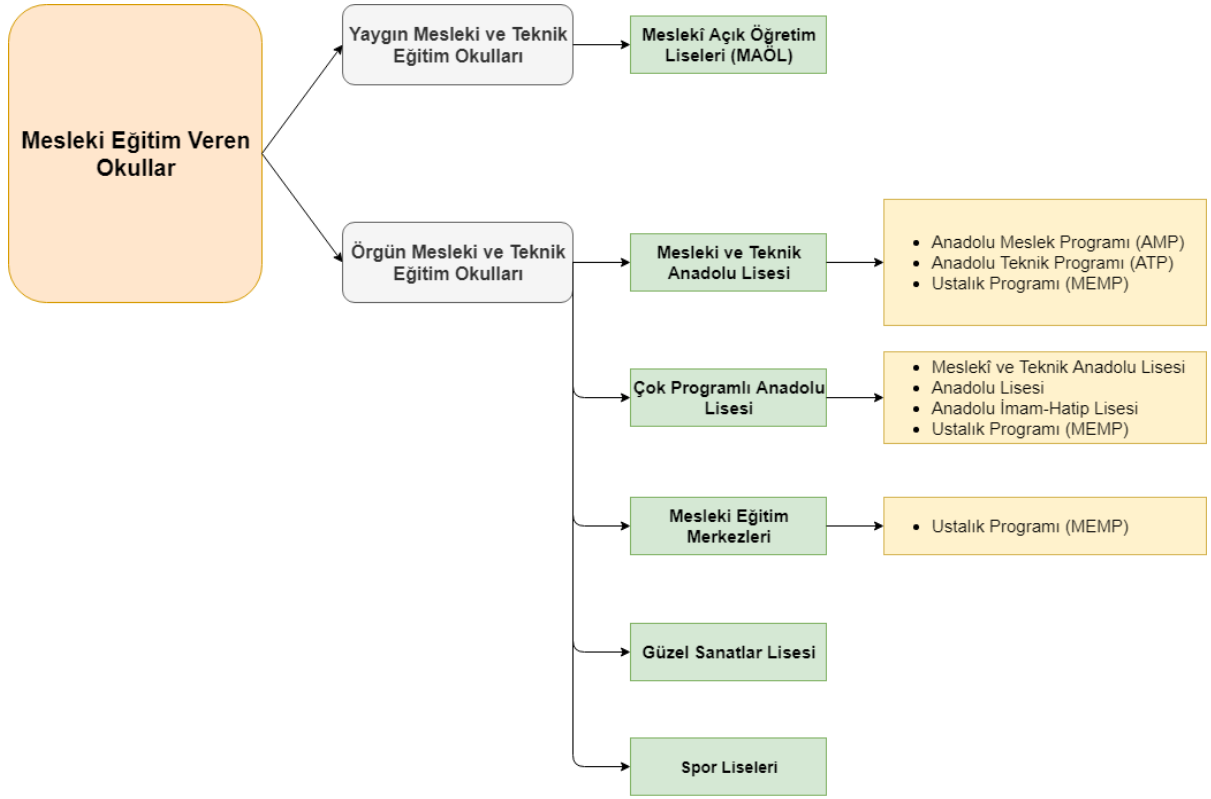 Yaygın Mesleki ve Teknik
Eğitim Okulları
Meslekî Açık Öğretim
Liseleri (MAÖL)
Mesleki Eğitim Veren
Okullar
Örgün Mesleki ve Teknik
Eğitim Okulları
Mesleki ve Teknik
Anadolu Lisesi
• Anadolu Meslek Programı (AMP)
• Anadolu Teknik Programı (ATP)
• Ustalık Programı (MEMP)
Çok Programlı Anadolu
Lisesi
• Meslekî ve Teknik Anadolu Lisesi
• Anadolu Lisesi
• Anadolu İmam-Hatip Lisesi
• Ustalık Programı (MEMP)
Mesleki Eğitim
Merkezleri
• Ustalık Programı (MEMP)
Güzel Sanatlar Lisesi
Spor Liseleri